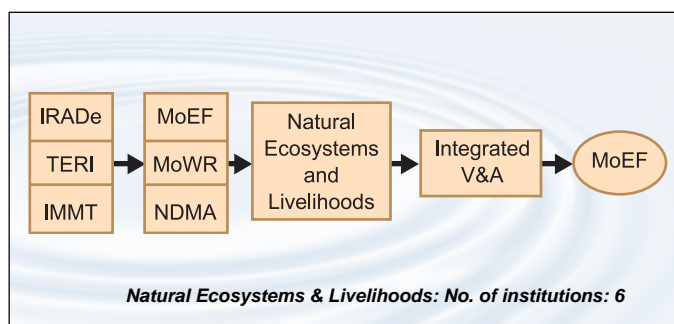 IRADe
TERI
IMMT
MoEF
MoWR
NDMA
Natural
Ecosystems
and
Livelihoods
Integrated
V&A
MoEF
Natural Ecosystems & Livelihoods: No. of institutions: 6